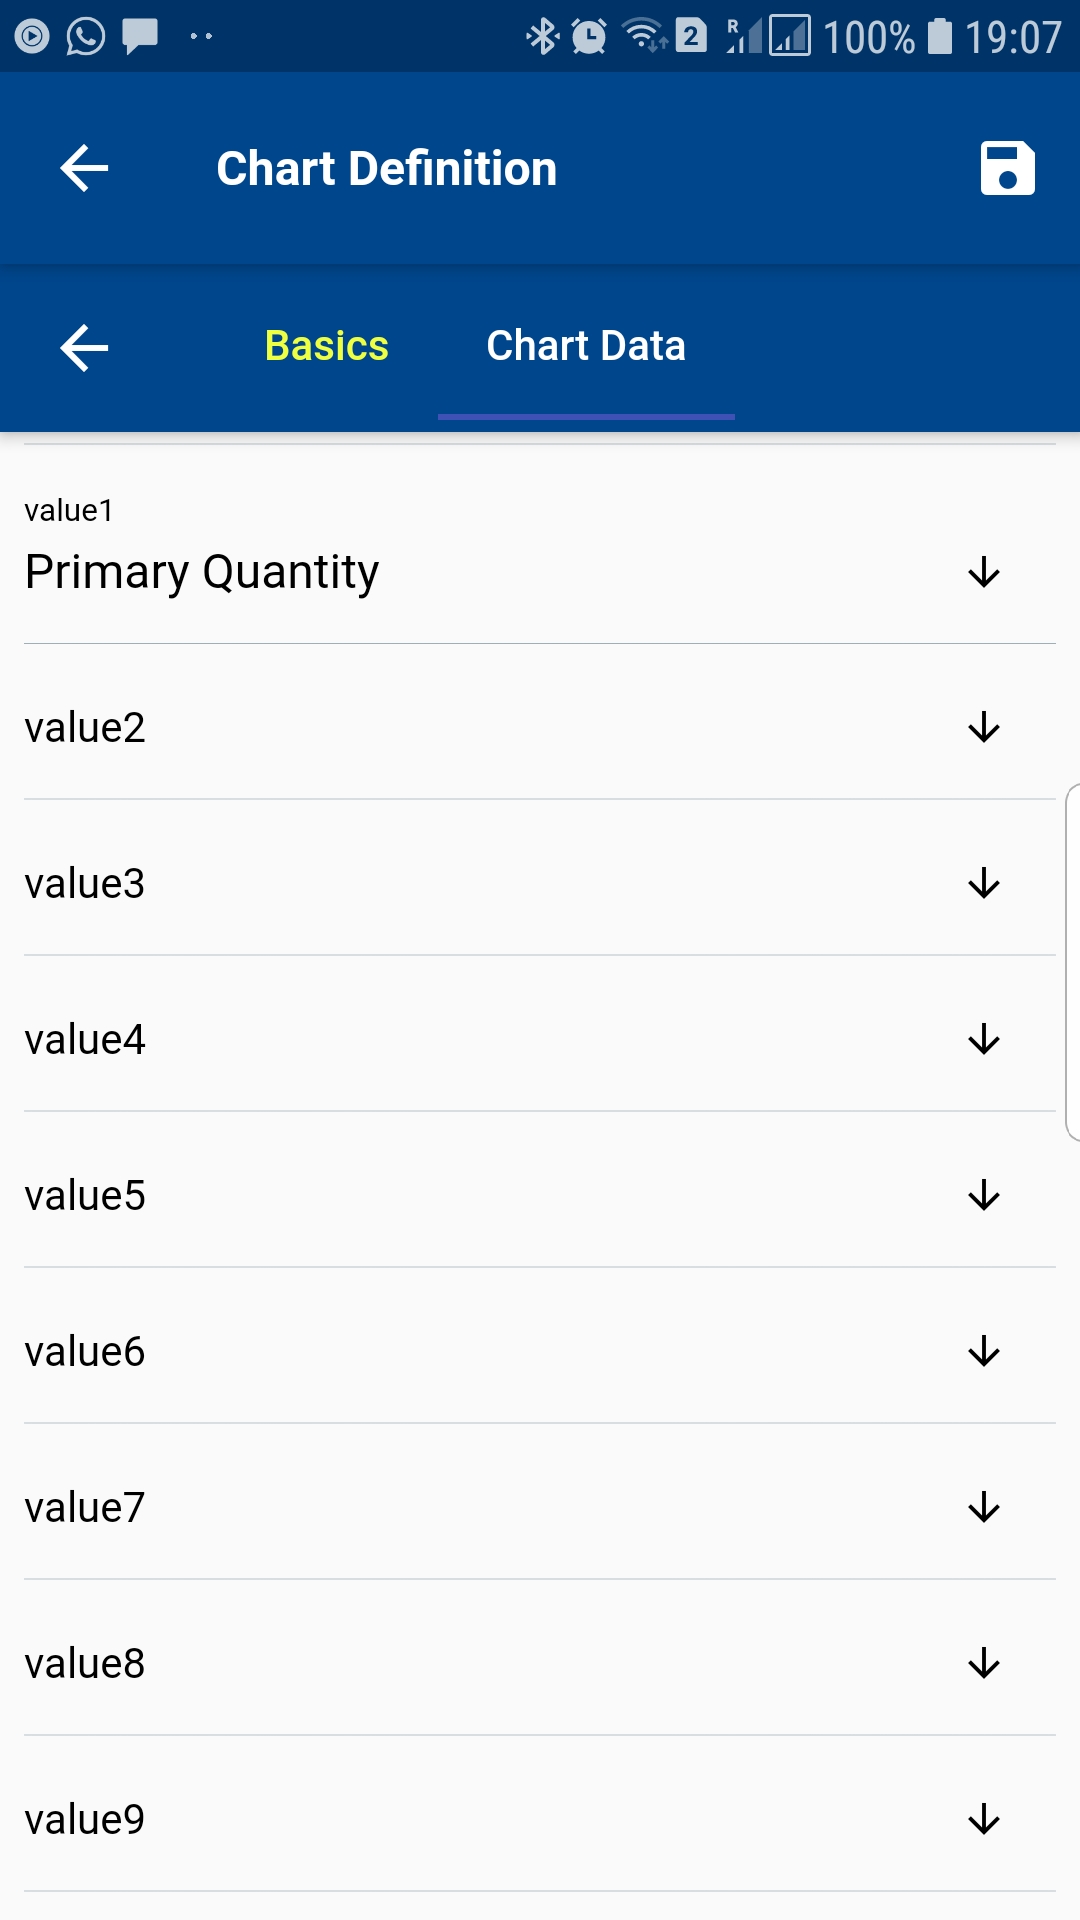 2 R 100% 19:07
Chart Definition
Basics Chart Data
value1
Primary Quantity
value2
value3
value4
value5
value6
value7
value8
value9